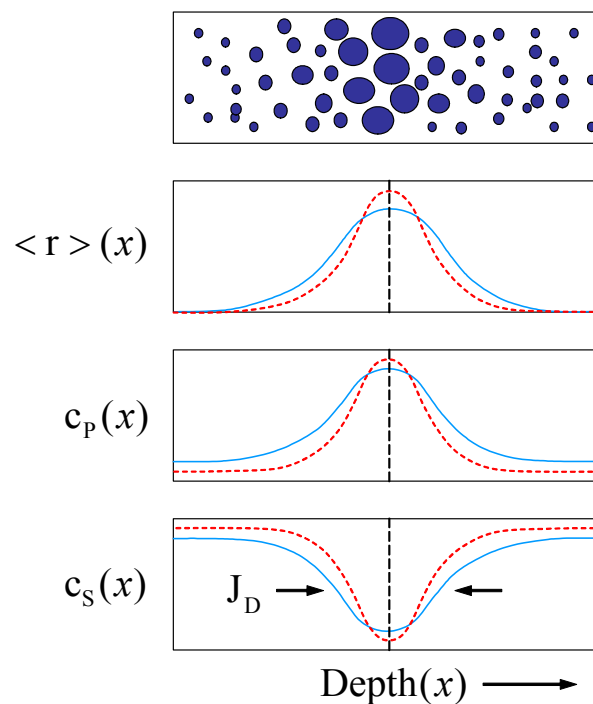 < r > (x)
c_P(x)
c_S(x)
J_D
Depth(x)